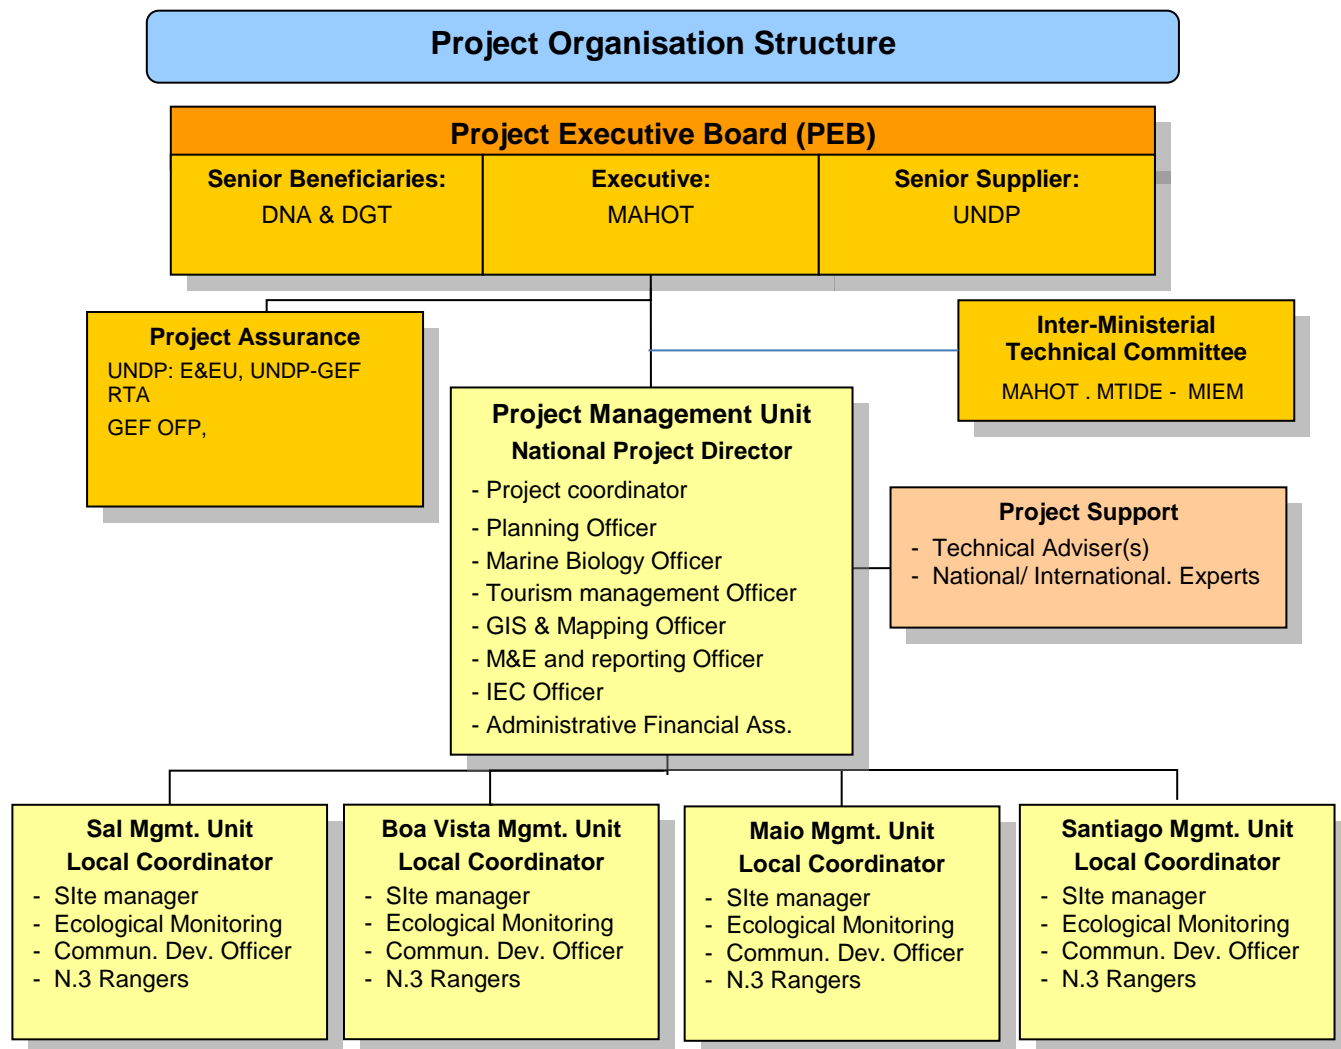 Project Organisation Structure
Project Executive Board (PEB)
Senior Beneficiaries:
DNA & DGT
Executive:
MAHOT
Senior Supplier:
UNDP
Project Assurance
UNDP: E&EU, UNDP-GEF
RTA
GEF OFP,
Inter-Ministerial
Technical Committee
MAHOT . MTIDE - MIEM
Project Management Unit
National Project Director
- Project coordinator
- Planning Officer
- Marine Biology Officer
- Tourism management Officer
- GIS & Mapping Officer
- M&E and reporting Officer
- IEC Officer
- Administrative Financial Ass.
Project Support
- Technical Adviser(s)
- National/ International. Experts
Sal Mgmt. Unit
Local Coordinator
- SIte manager
- Ecological Monitoring
- Commun. Dev. Officer
- N.3 Rangers
Boa Vista Mgmt. Unit
Local Coordinator
- SIte manager
- Ecological Monitoring
- Commun. Dev. Officer
- N.3 Rangers
Maio Mgmt. Unit
Local Coordinator
- SIte manager
- Ecological Monitoring
- Commun. Dev. Officer
- N.3 Rangers
Santiago Mgmt. Unit
Local Coordinator
- SIte manager
- Ecological Monitoring
- Commun. Dev. Officer
- N.3 Rangers